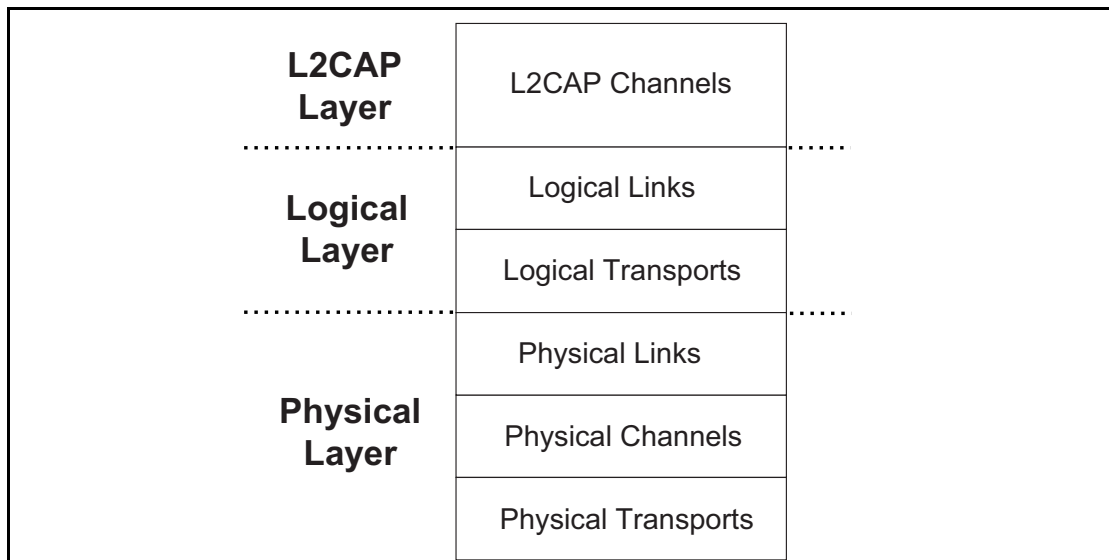 L2CAP
Layer
L2CAP Channels
Logical
Layer
Logical Links
Logical Transports
Physical
Layer
Physical Links
Physical Channels
Physical Transports